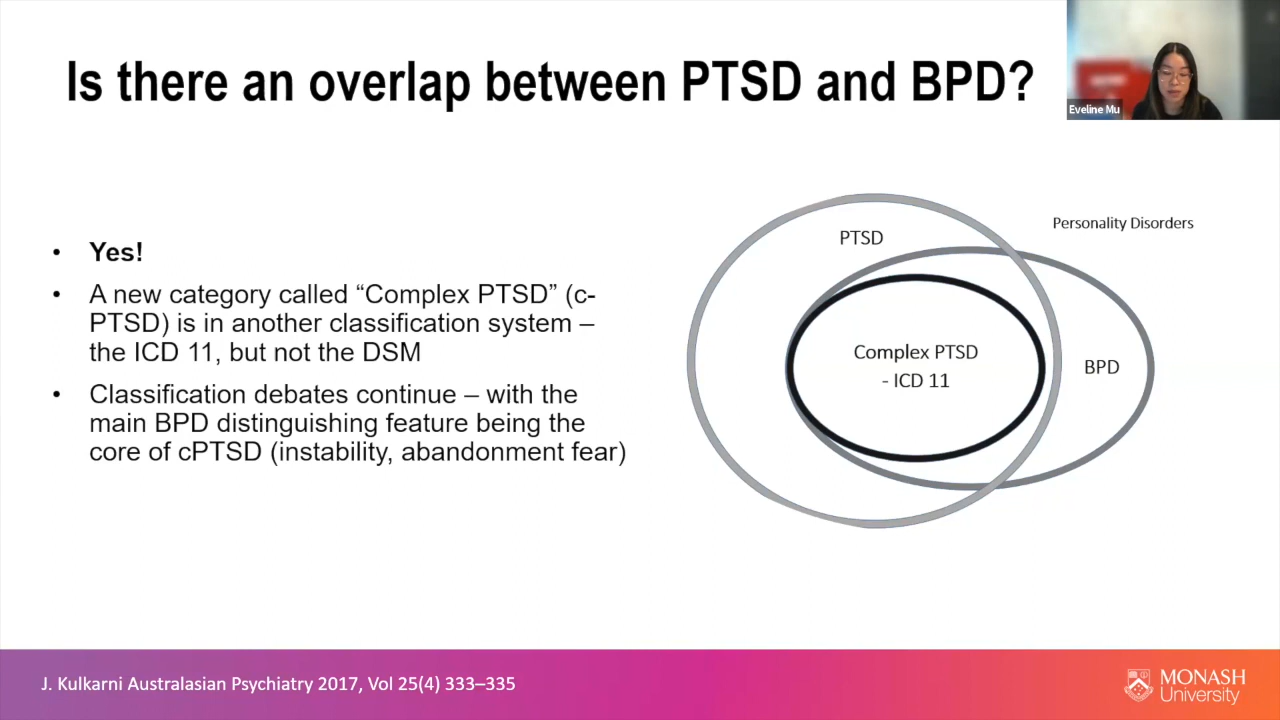 Is there an overlap between PTSD and BPD?
Eveline Mu
• Yes!
• A new category called “Complex PTSD” (c-
PTSD) is in another classification system –
the ICD 11, but not the DSM
• Classification debates continue – with the
main BPD distinguishing feature being the
core of cPTSD (instability, abandonment fear)
PTSD
Personality Disorders
Complex PTSD
- ICD 11
BPD
J. Kulkarni Australasian Psychiatry 2017, Vol 25(4) 333–335
MONASH
University